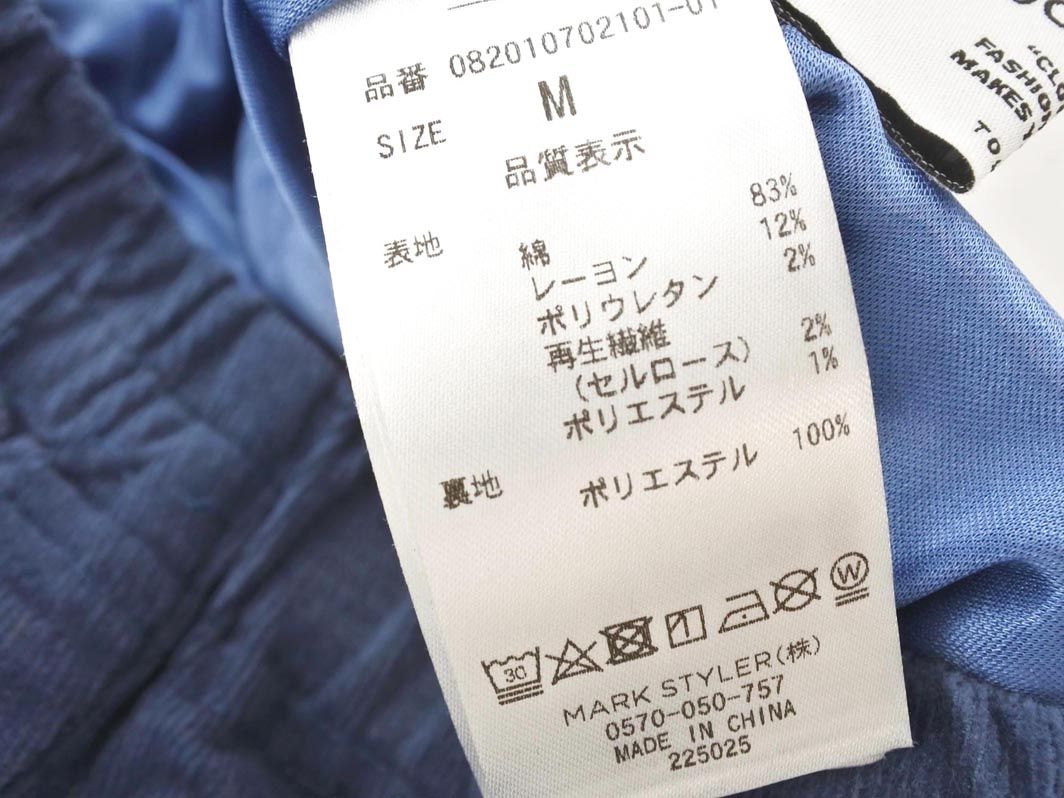 品番 082010702101-01
SIZE M
品質表示
表地 綿 83%
レーヨン 12%
ポリウレタン 2%
再生繊維
(セルロース) 2%
ポリエステル 1%
裏地 ポリエステル 100%
30
W
MARK STYLER(株)
0570-050-757
MADE IN CHINA
225025
FASHION
MAKES